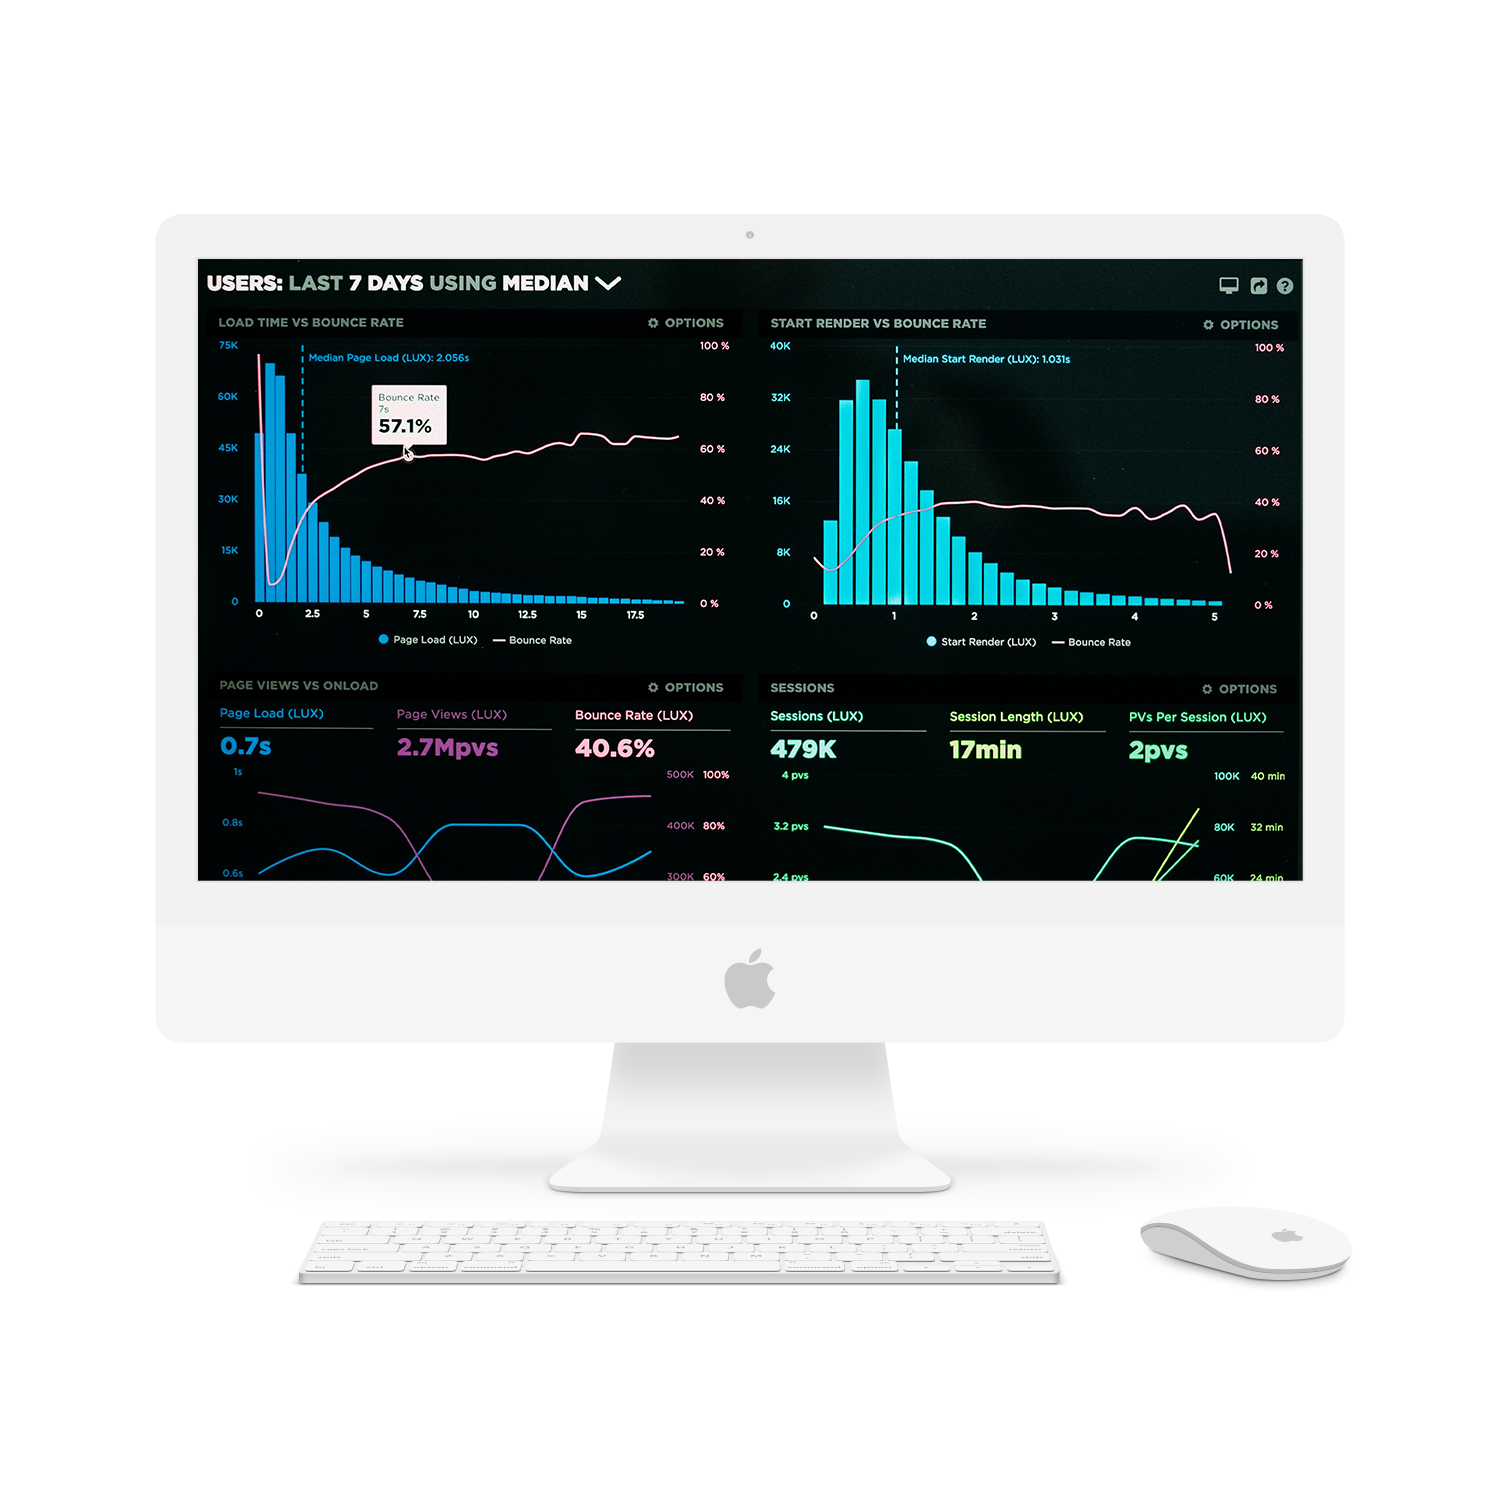 USERS: LAST 7 DAYS USING MEDIAN
LOAD TIME VS BOUNCE RATE
OPTIONS
75K
60K
45K
30K
15K
0
Median Page Load (LUX): 2.056s
Bounce Rate
7s
57.1%
100 %
80 %
60 %
40 %
20 %
0 %
0 2.5 5 7.5 10 12.5 15 17.5
Page Load (LUX) Bounce Rate
START RENDER VS BOUNCE RATE
OPTIONS
40K
32K
24K
16K
8K
0
Median Start Render (LUX): 1.031s
100 %
80 %
60 %
40 %
20 %
0 %
0 1 2 3 4 5
Start Render (LUX) Bounce Rate
PAGE VIEWS VS ONLOAD
OPTIONS
Page Load (LUX)
0.7s
Page Views (LUX)
2.7Mpvs
Bounce Rate (LUX)
40.6%
1s
0.8s
0.6s
500K 100%
400K 80%
300K 60%
SESSIONS
OPTIONS
Sessions (LUX)
479K
Session Length (LUX)
17min
PVs Per Session (LUX)
2pvs
4 pvs
3.2 pvs
2.4 pvs
100K 40 min
80K 32 min
60K 24 min